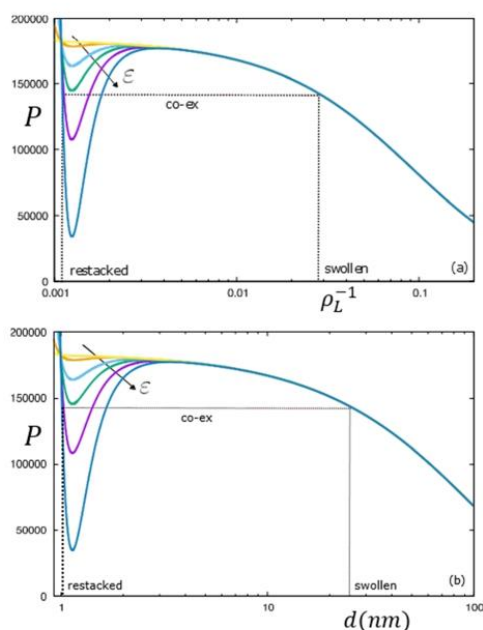 200000
150000
P
ε
co-ex
100000
50000
restacked
swollen
(a)
0
0.001
0.01
0.1
ρ_L^{-1}
200000
150000
P
ε
co-ex
100000
50000
restacked
swollen
(b)
0
1
10
100
d(nm)